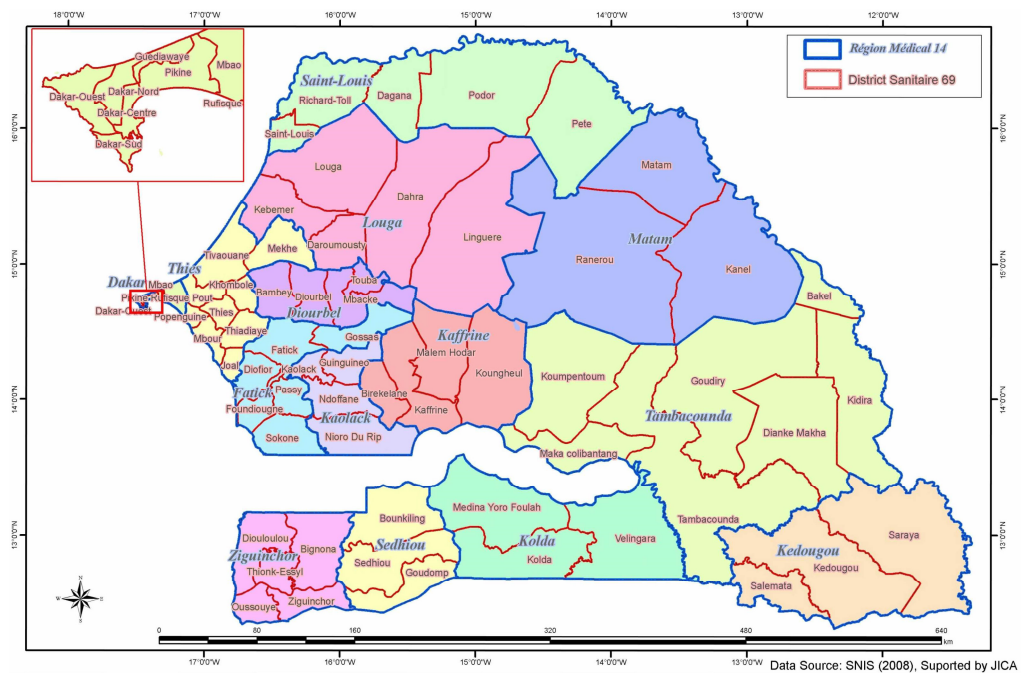 18°0'0"W
17°0'0"W
16°0'0"W
15°0'0"W
14°0'0"W
13°0'0"W
12°0'0"W
Guediawaye
Pikine
Mbao
Dakar-Ouest
Dakar-Nord
Rufisque
Dakar-Centre
Dakar-Sud
Région Médical 14
District Sanitaire 69
16°0'0"N
16°0'0"N
Saint-Louis
Richard-Toll
Dagana
Podor
Pete
Saint-Louis
Louga
Matam
Dahra
Kebemer
Louga
Linguere
Daroumousty
Mekhe
Tivaouane
Matam
Ranerou
Kanel
15°0'0"N
15°0'0"N
Thiés
Dakar
Mbao
Khombole
Touba
Bambey
Diourbel
Mbacke
Pikine
Rufisque
Pout
Bakel
Dakar-Ouest
Popenguine
Thies
Diourbel
Thiadiaye
Mbour
Gossas
Kaffrine
Malem Hodar
Fatick
Joal
Diofior
Kaolack
Guinguineo
Koungheul
Koumpentoum
Goudiry
Fatick
Passy
Ndoffane
Birekelane
Kidira
14°0'0"N
14°0'0"N
Foundiougne
Kaolack
Kaffrine
Tambacounda
Sokone
Nioro Du Rip
Dianke Makha
Maka colibantang
Medina Yoro Foulah
Bounkiling
Tambacounda
13°0'0"N
13°0'0"N
Diouloulou
Bignona
Sedhiou
Kolda
Velingara
Saraya
Ziguinchor
Sedhiou
Kolda
Kedougou
Kedougou
Thionk-Essyl
Goudomp
Salemata
Oussouye
Ziguinchor
N
W
E
S
0
80
160
320
480
640
km
17°0'0"W
16°0'0"W
15°0'0"W
14°0'0"W
13°0'0"W
Data Source: SNIS (2008), Suported by JICA